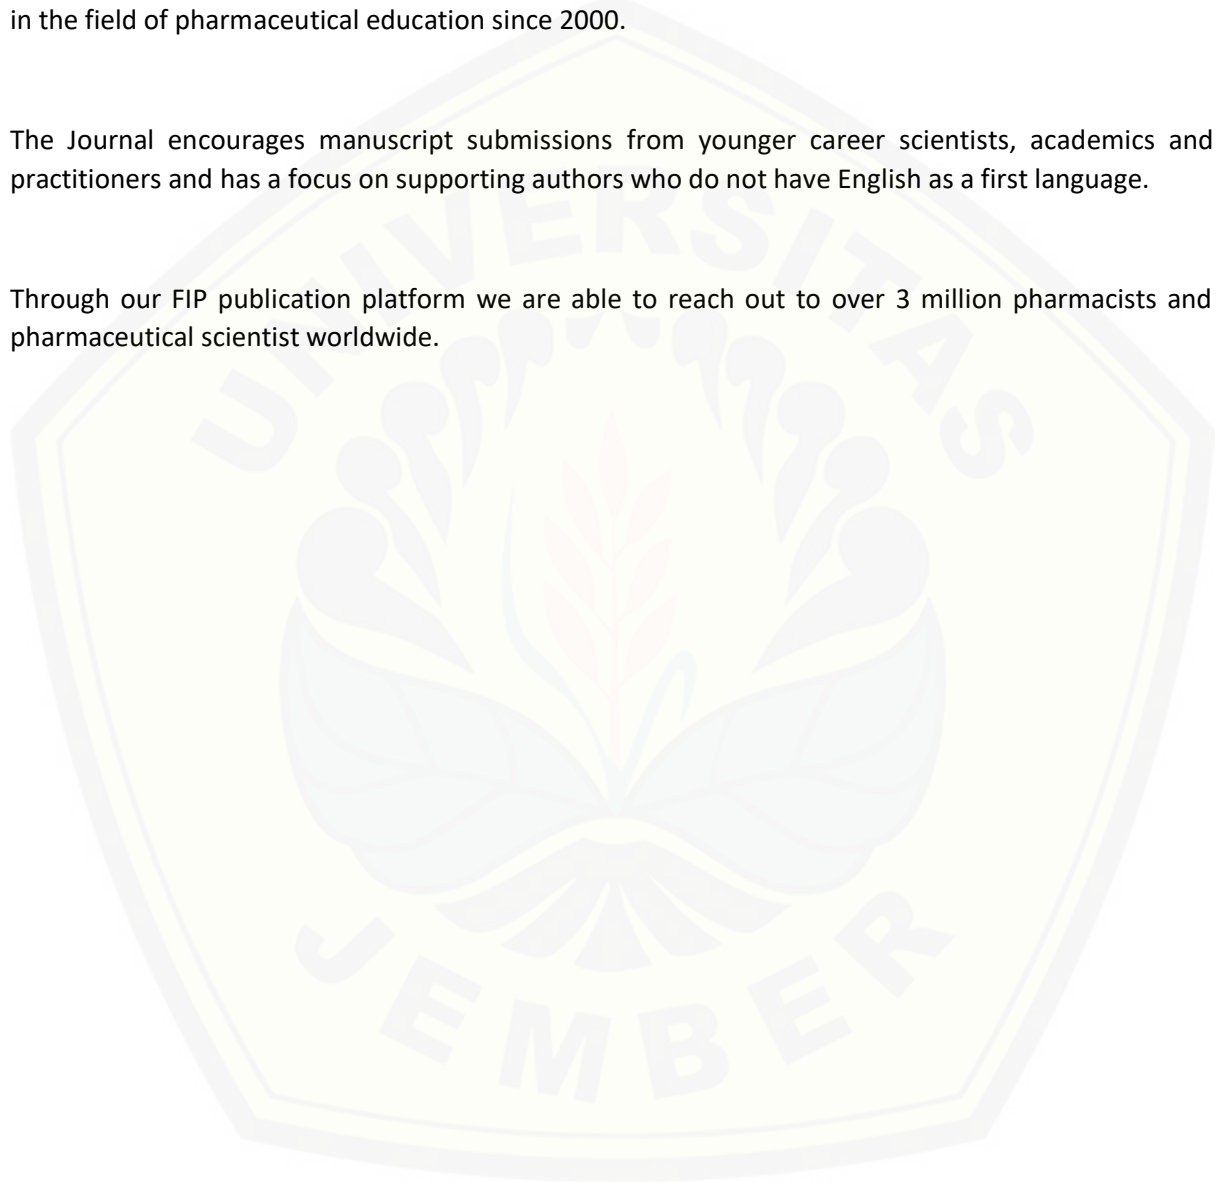 in the field of pharmaceutical education since 2000.
The Journal encourages manuscript submissions from younger career scientists, academics and
practitioners and has a focus on supporting authors who do not have English as a first language.
Through our FIP publication platform we are able to reach out to over 3 million pharmacists and
pharmaceutical scientist worldwide.
UNIVERSITAS
JEMBER